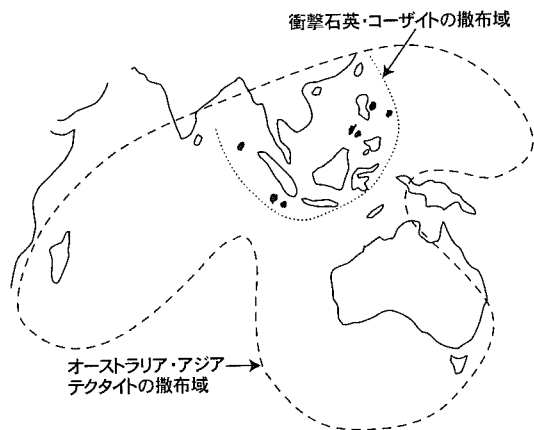 衝撃石英・コーザイトの撒布域
オーストラリア・アジア
テクタイトの撒布域